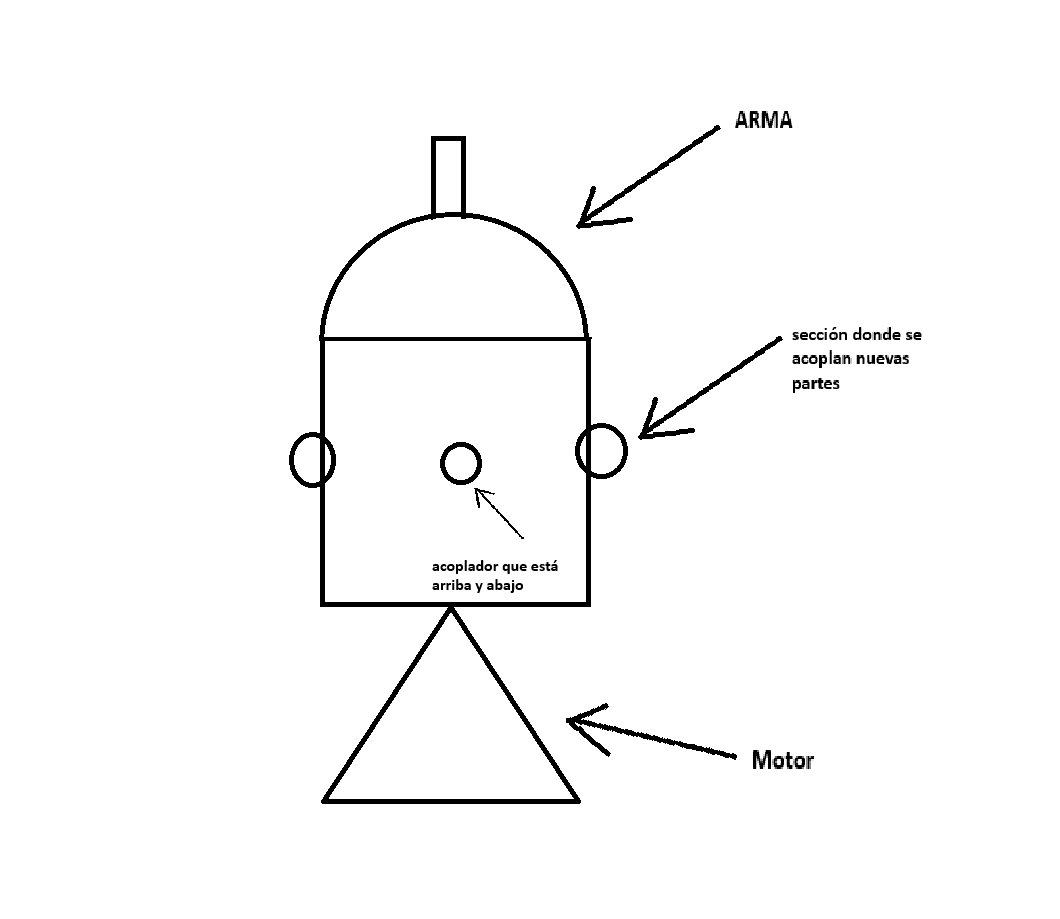 ARMA
sección donde se
acoplan nuevas
partes
acoplador que está
arriba y abajo
Motor